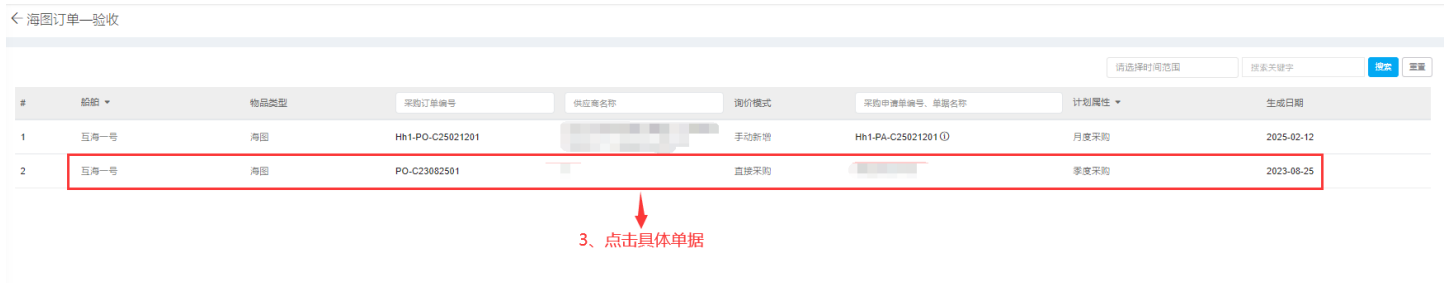 海图订单—验收
请选择时间范围 搜索关键字 搜索 重置
# 船舶 物品类型 采购订单编号 供应商名称 询价模式 采购申请单编号、单据名称 计划属性 生成日期
1 互海一号 海图 Hh1-PO-C25021201 手动新增 Hh1-PA-C25021201 月度采购 2025-02-12
2 互海一号 海图 PO-C23082501 直接采购 季度采购 2023-08-25
3、点击具体单据